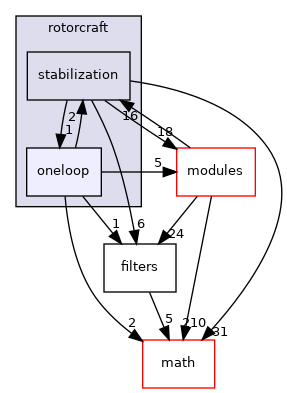 rotorcraft
stabilization
2
1
16
18
oneloop
5
modules
1
6
24
filters
2
5
210
31
math